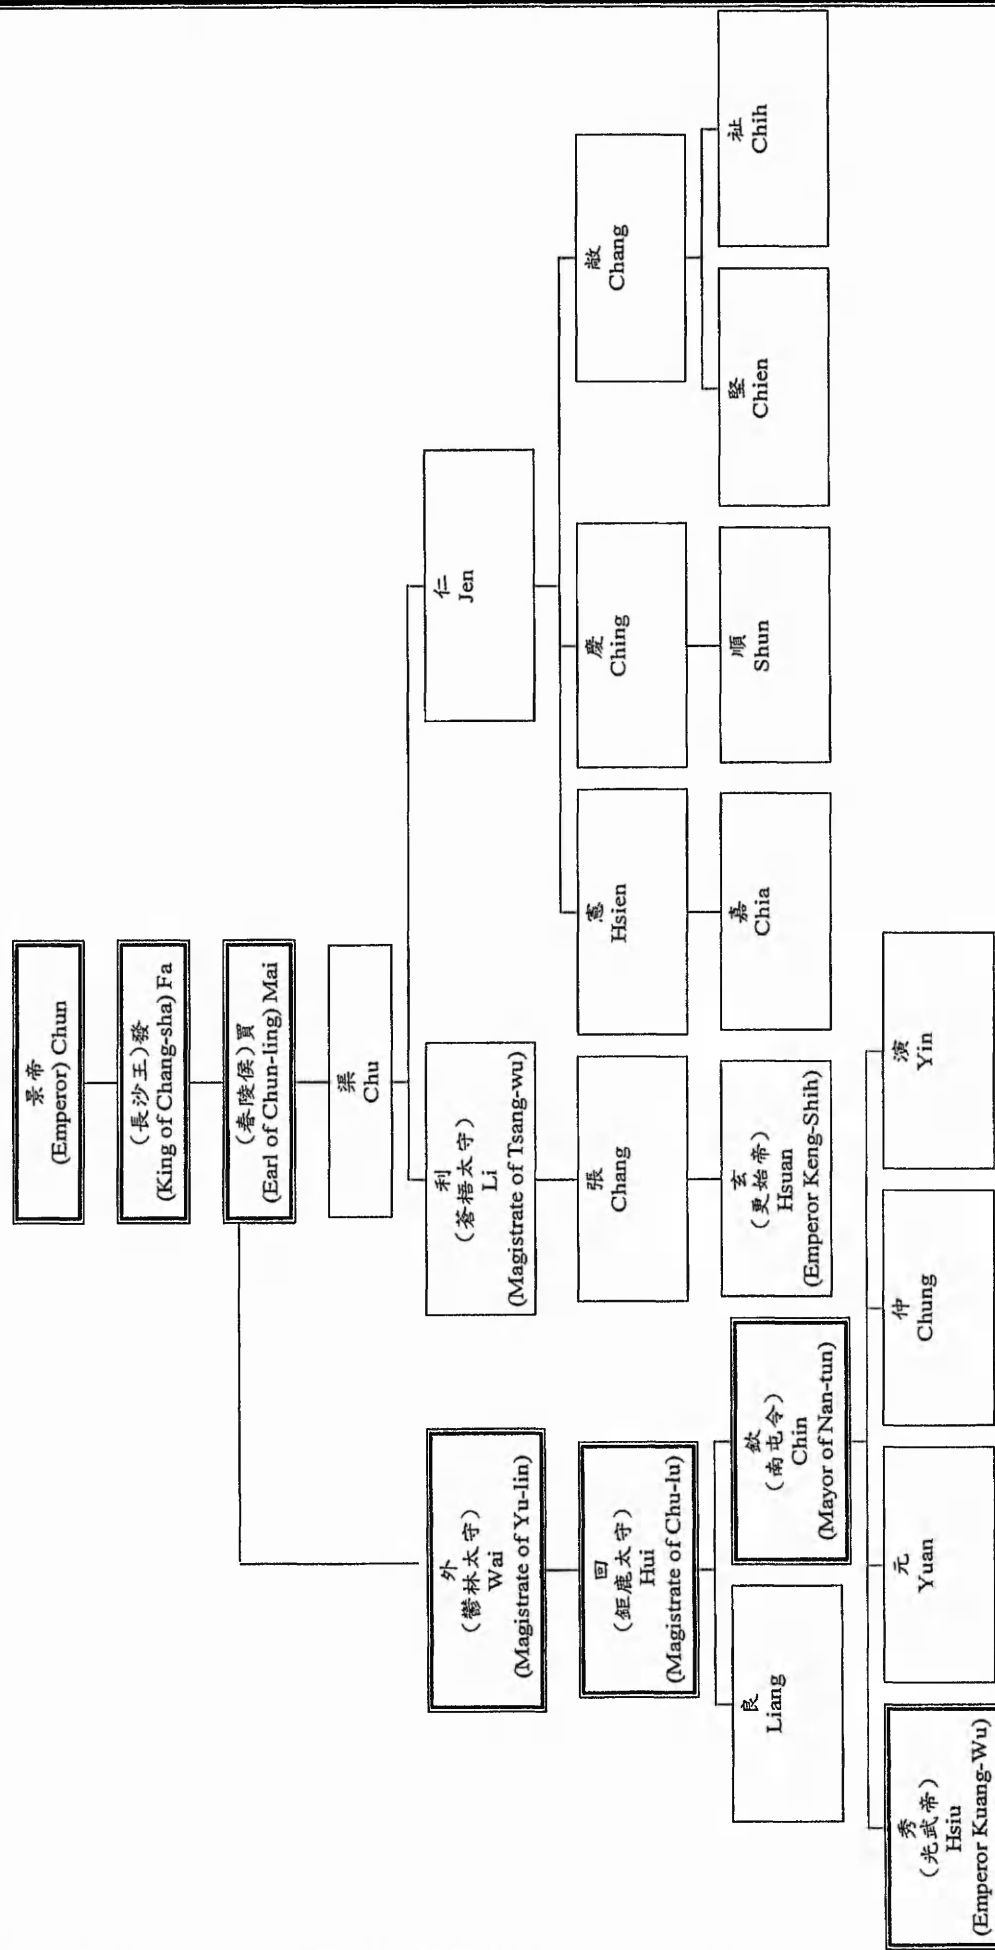 景帝
(Emperor) Chun
(長沙王)發
(King of Chang-sha) Fa
(舂陵侯)買
(Earl of Chun-ling) Mai
渠
Chu
外
(鬱林太守)
Wai
(Magistrate of Yu-lin)
利
(蒼梧太守)
Li
(Magistrate of Tsang-wu)
仁
Jen
回
(鉅鹿太守)
Hui
(Magistrate of Chu-lu)
張
Chang
憲
Hsien
慶
Ching
敞
Chang
良
Liang
欽
(南屯令)
Chin
(Mayor of Nan-tun)
玄
(更始帝)
Hsuan
(Emperor Keng-Shih)
嘉
Chia
順
Shun
堅
Chien
祉
Chih
秀
(光武帝)
Hsiu
(Emperor Kuang-Wu)
元
Yuan
仲
Chung
演
Yin